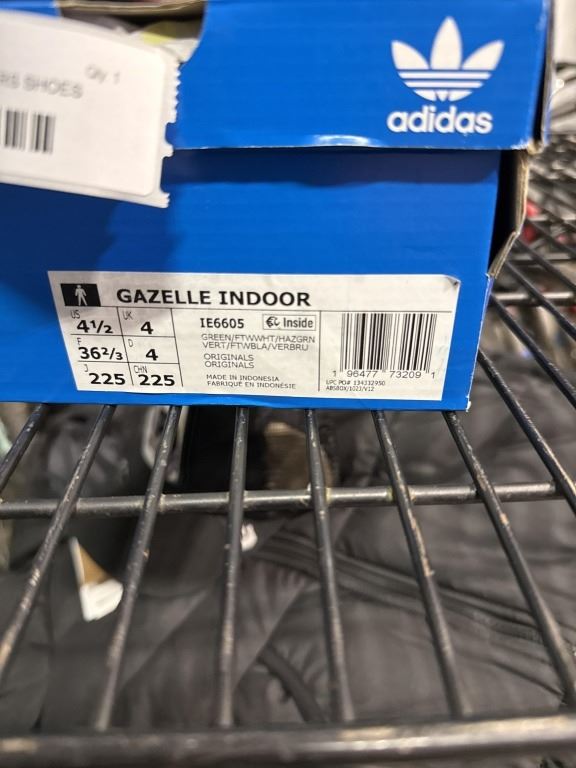 Qty 1
RS SHOES
adidas
GAZELLE INDOOR
US
4½
UK
4
F
36⅔
D
4
J
225
CHN
225
IE6605
Inside
GREEN/FTWWHT/HAZGRN
VERT/FTWBLA/VERBRU
ORIGINALS
ORIGINALS
MADE IN INDONESIA
FABRIQUÉ EN INDONÉSIE
1 96477 73209 1
LPC PO# 134332950